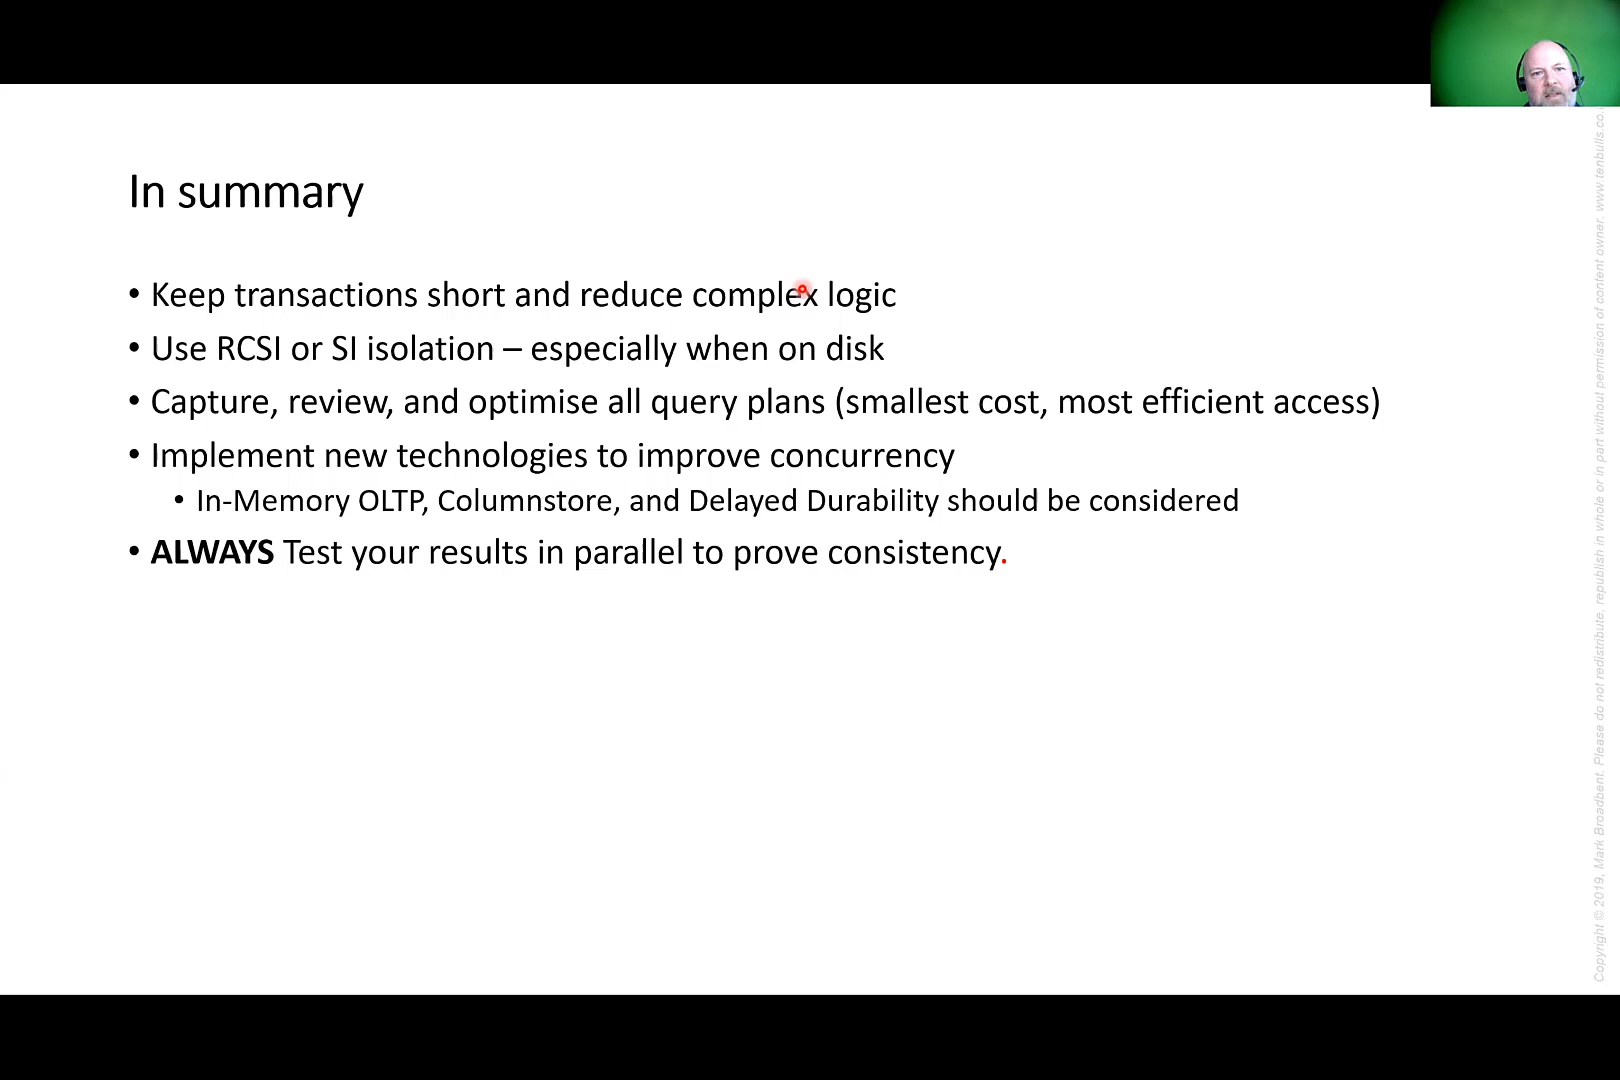 In summary
• Keep transactions short and reduce complex logic
• Use RCSI or SI isolation – especially when on disk
• Capture, review, and optimise all query plans (smallest cost, most efficient access)
• Implement new technologies to improve concurrency
• In-Memory OLTP, Columnstore, and Delayed Durability should be considered
• ALWAYS Test your results in parallel to prove consistency.
Copyright © 2019, Mark Broadbent. Please do not redistribute, republish in whole or in part without permission of content owner. www.tenbulls.co.